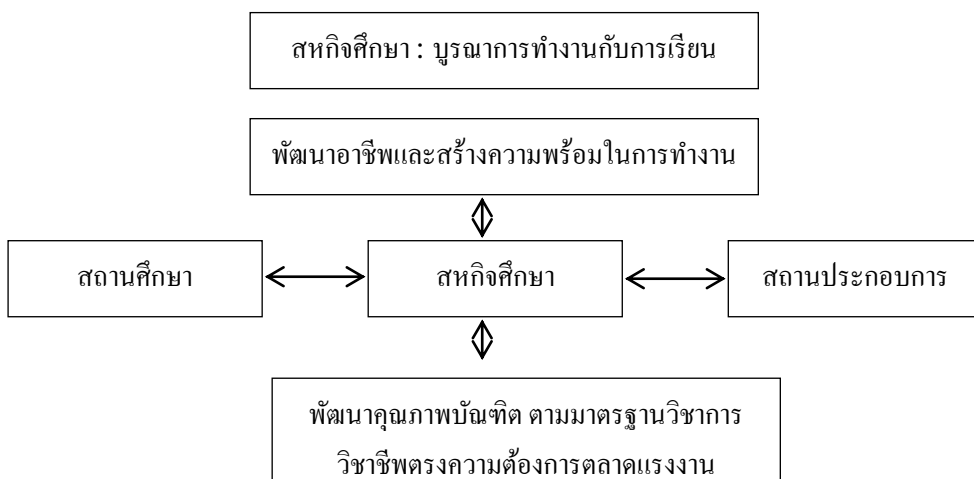 สหกิจศึกษา : บูรณาการทำงานกับการเรียน
พัฒนาอาชีพและสร้างความพร้อมในการทำงาน
สถานศึกษา
สหกิจศึกษา
สถานประกอบการ
พัฒนาคุณภาพบัณฑิต ตามมาตรฐานวิชาการ
วิชาชีพตรงความต้องการตลาดแรงงาน